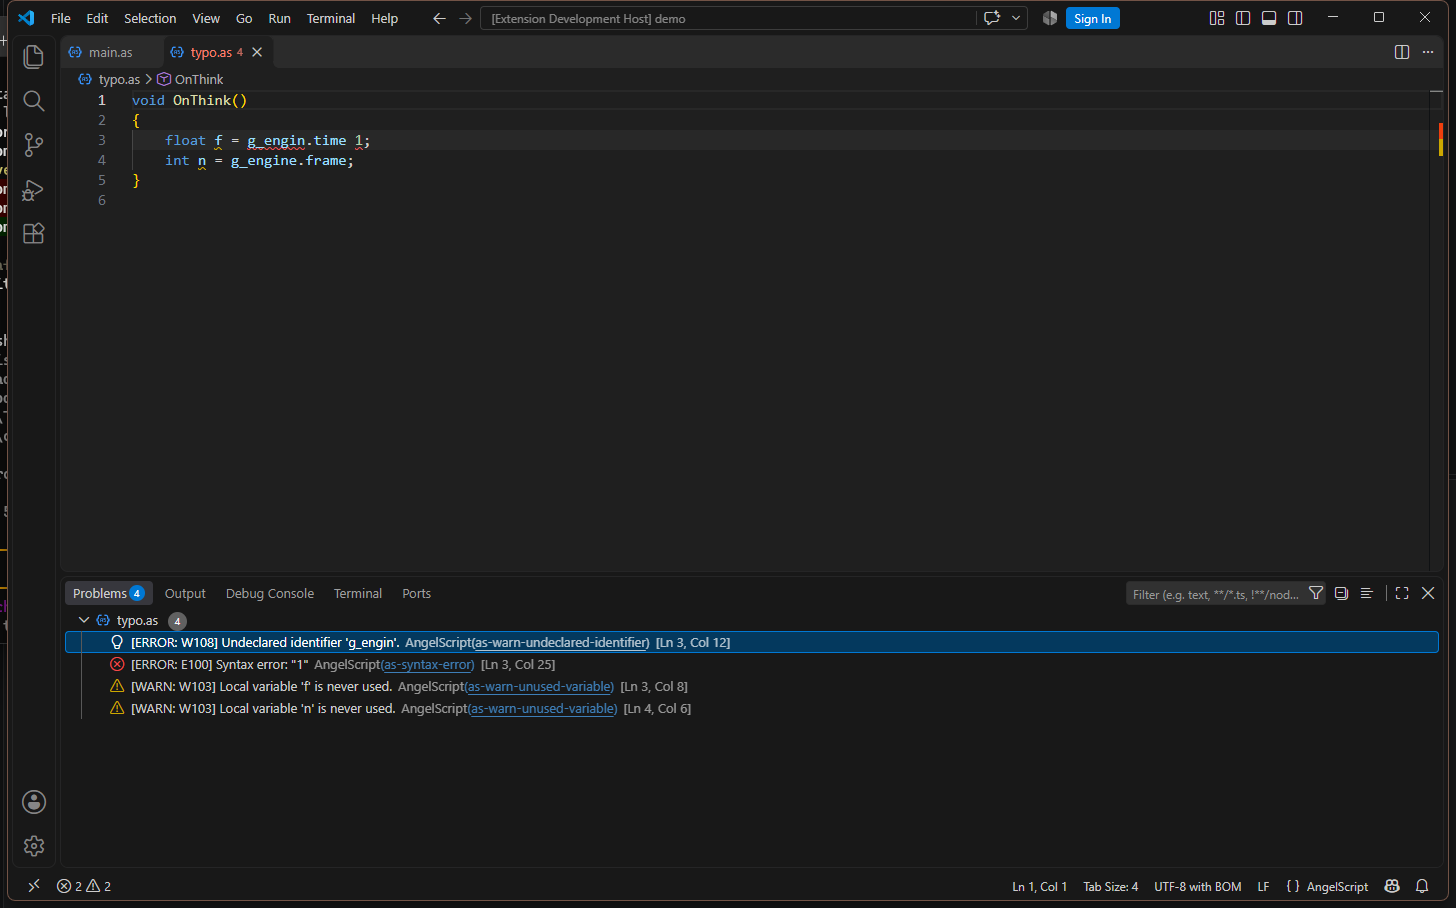 File Edit Selection View Go Run Terminal Help [Extension Development Host] demo Sign In
main.as typo.as 4
typo.as > OnThink
1 void OnThink()
2 {
3 float f = g_engin.time 1;
4 int n = g_engine.frame;
5 }
6
Problems 4 Output Debug Console Terminal Ports Filter (e.g. text, **/*.ts, !**/nod...
typo.as 4
[ERROR: W108] Undeclared identifier 'g_engin'. AngelScript(as-warn-undeclared-identifier) [Ln 3, Col 12]
[ERROR: E100] Syntax error: "1" AngelScript(as-syntax-error) [Ln 3, Col 25]
[WARN: W103] Local variable 'f' is never used. AngelScript(as-warn-unused-variable) [Ln 3, Col 8]
[WARN: W103] Local variable 'n' is never used. AngelScript(as-warn-unused-variable) [Ln 4, Col 6]
2 2 Ln 1, Col 1 Tab Size: 4 UTF-8 with BOM LF { } AngelScript